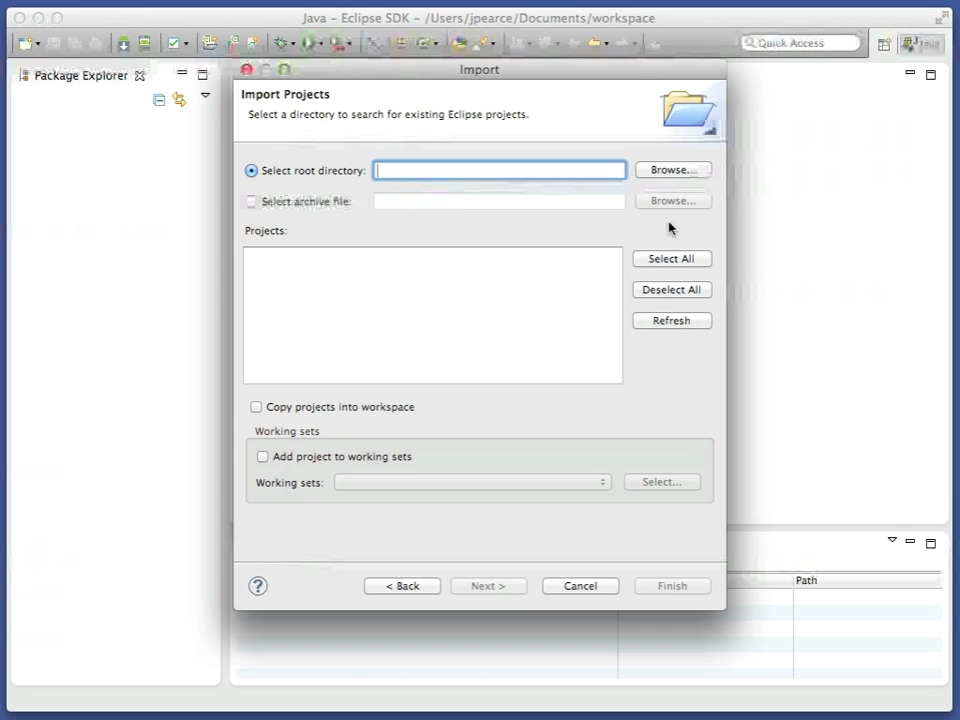 Java - Eclipse SDK - /Users/jpearce/Documents/workspace
Quick Access
Java
Package Explorer
Import
Import Projects
Select a directory to search for existing Eclipse projects.
Select root directory:
Browse...
Select archive file:
Browse...
Projects:
Select All
Deselect All
Refresh
Copy projects into workspace
Working sets
Add project to working sets
Working sets:
Select...
Path
< Back
Next >
Cancel
Finish